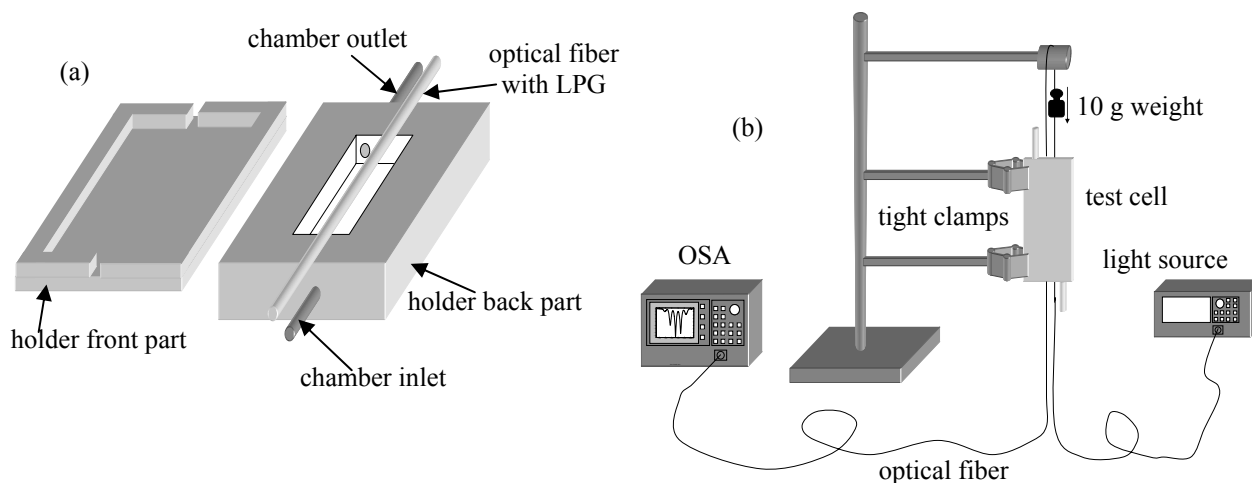 (a)
chamber outlet
optical fiber
with LPG
holder front part
holder back part
chamber inlet
(b)
10 g weight
tight clamps
test cell
OSA
light source
optical fiber